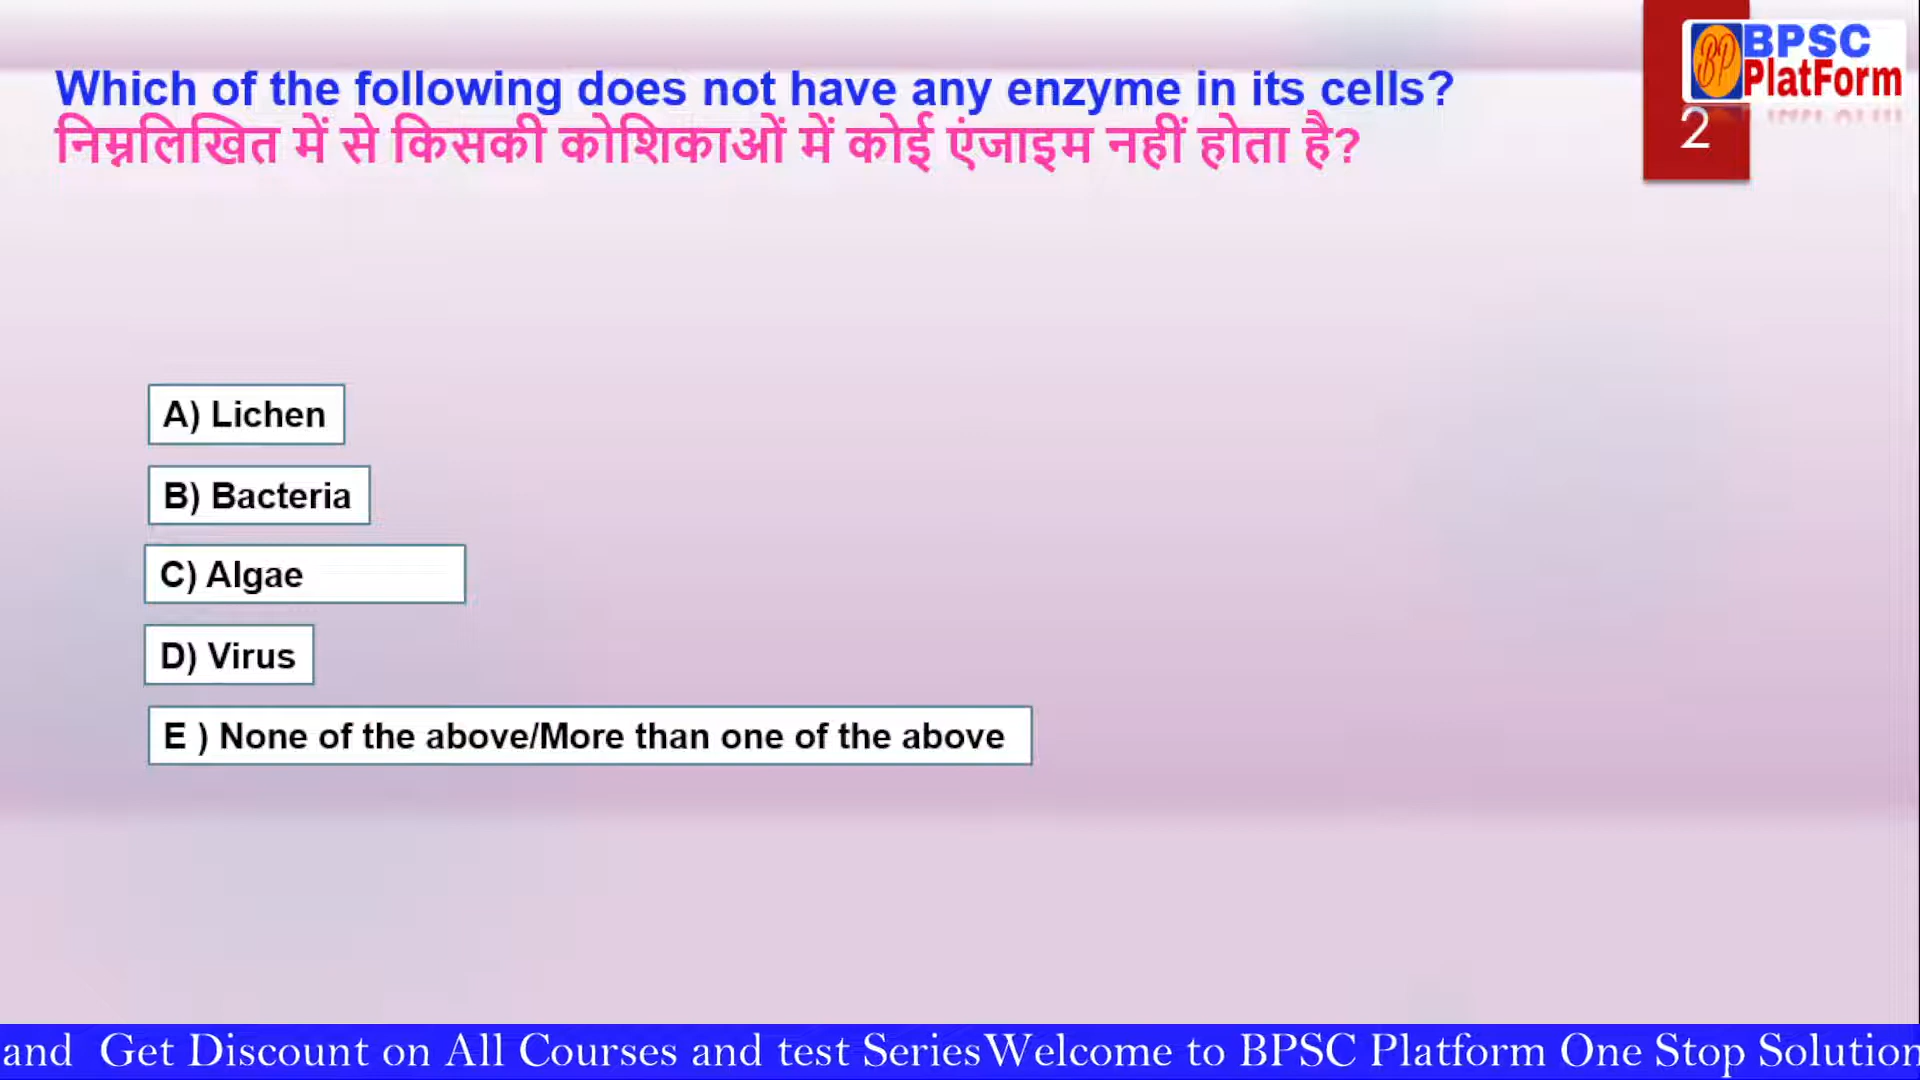 Which of the following does not have any enzyme in its cells?
निम्नलिखित में से किसकी कोशिकाओं में कोई एंजाइम नहीं होता है?
BP
BPSC
PlatForm
2
A) Lichen
B) Bacteria
C) Algae
D) Virus
E ) None of the above/More than one of the above
and  Get Discount on All Courses and test SeriesWelcome to BPSC Platform One Stop Solution